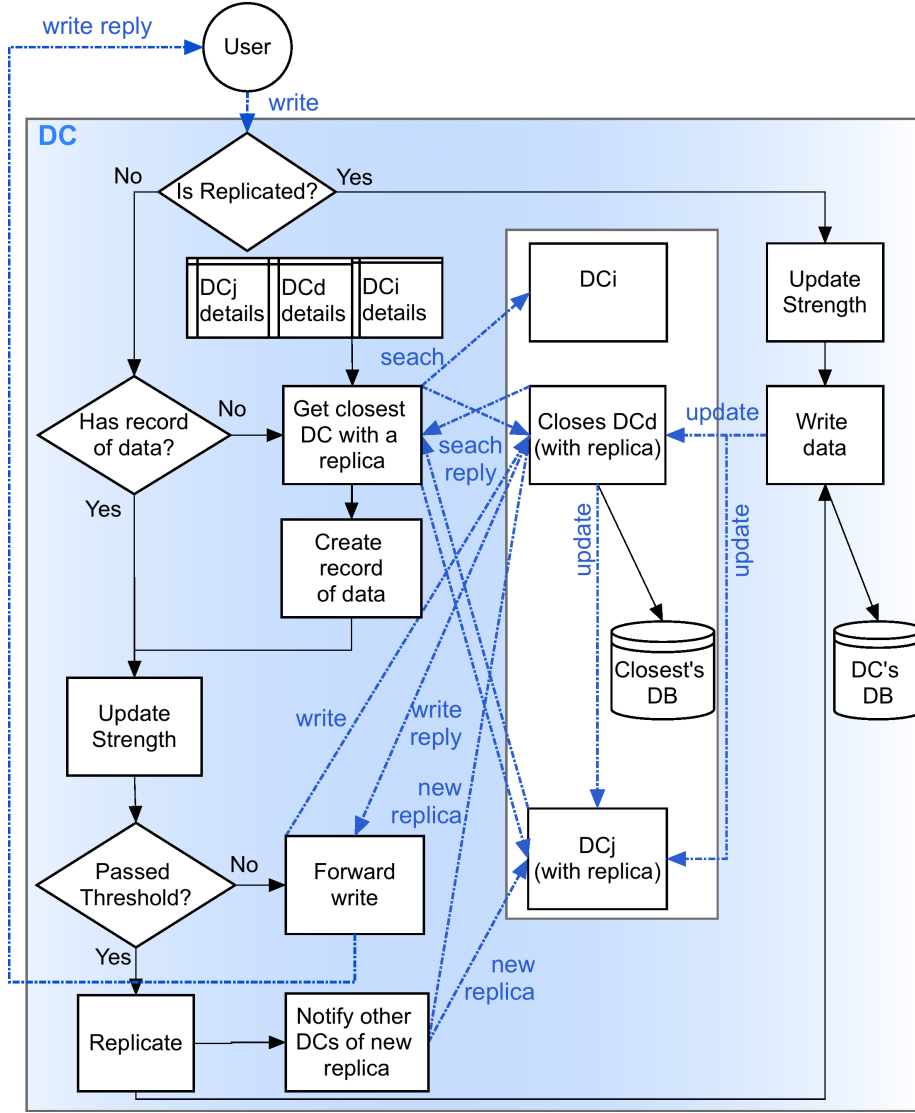 write reply
User
write
DC
No
Is Replicated?
Yes
DCj
details
DCd
details
DCi
details
DCi
Update
Strength
seach
Has record
of data?
No
Get closest
DC with a
replica
seach
reply
Closes DCd
(with replica)
update
Write
data
Yes
Create
record
of data
update
update
Closest's
DB
DC's
DB
Update
Strength
write
write
reply
new
replica
Passed
Threshold?
No
Forward
write
DCj
(with replica)
Yes
new
replica
Replicate
Notify other
DCs of new
replica